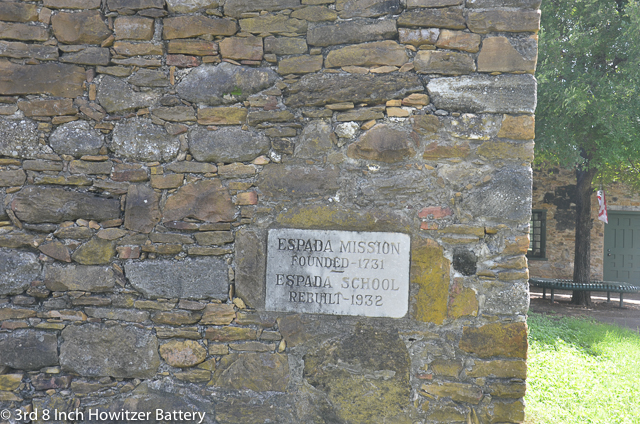 ESPADA MISSION
FOUNDED-1731
ESPADA SCHOOL
REBUILT-1932
© 3rd 8 Inch Howitzer Battery